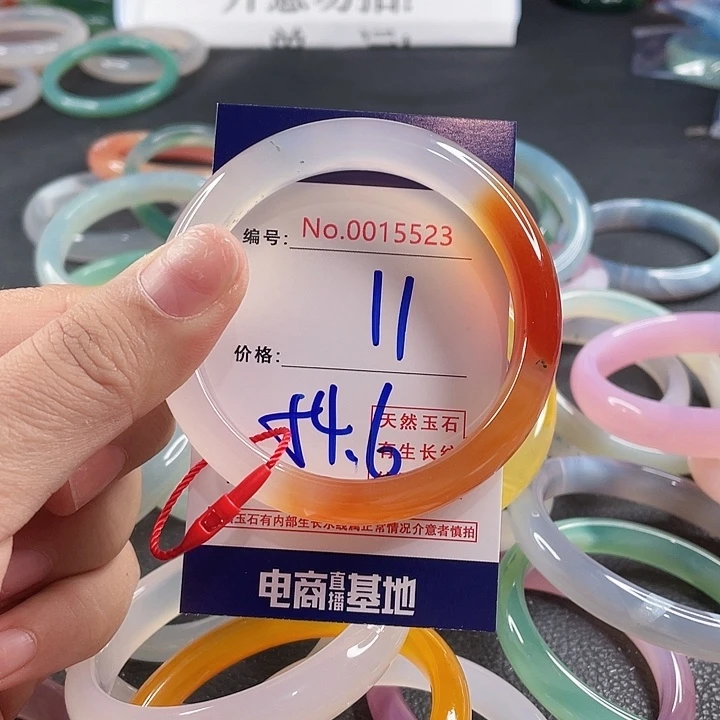 编号: No.0015523
11
价格:
54.6
天然玉石
有生长纹
玉石有内部生长水线属正常情况介意者慎拍
电商直播基地